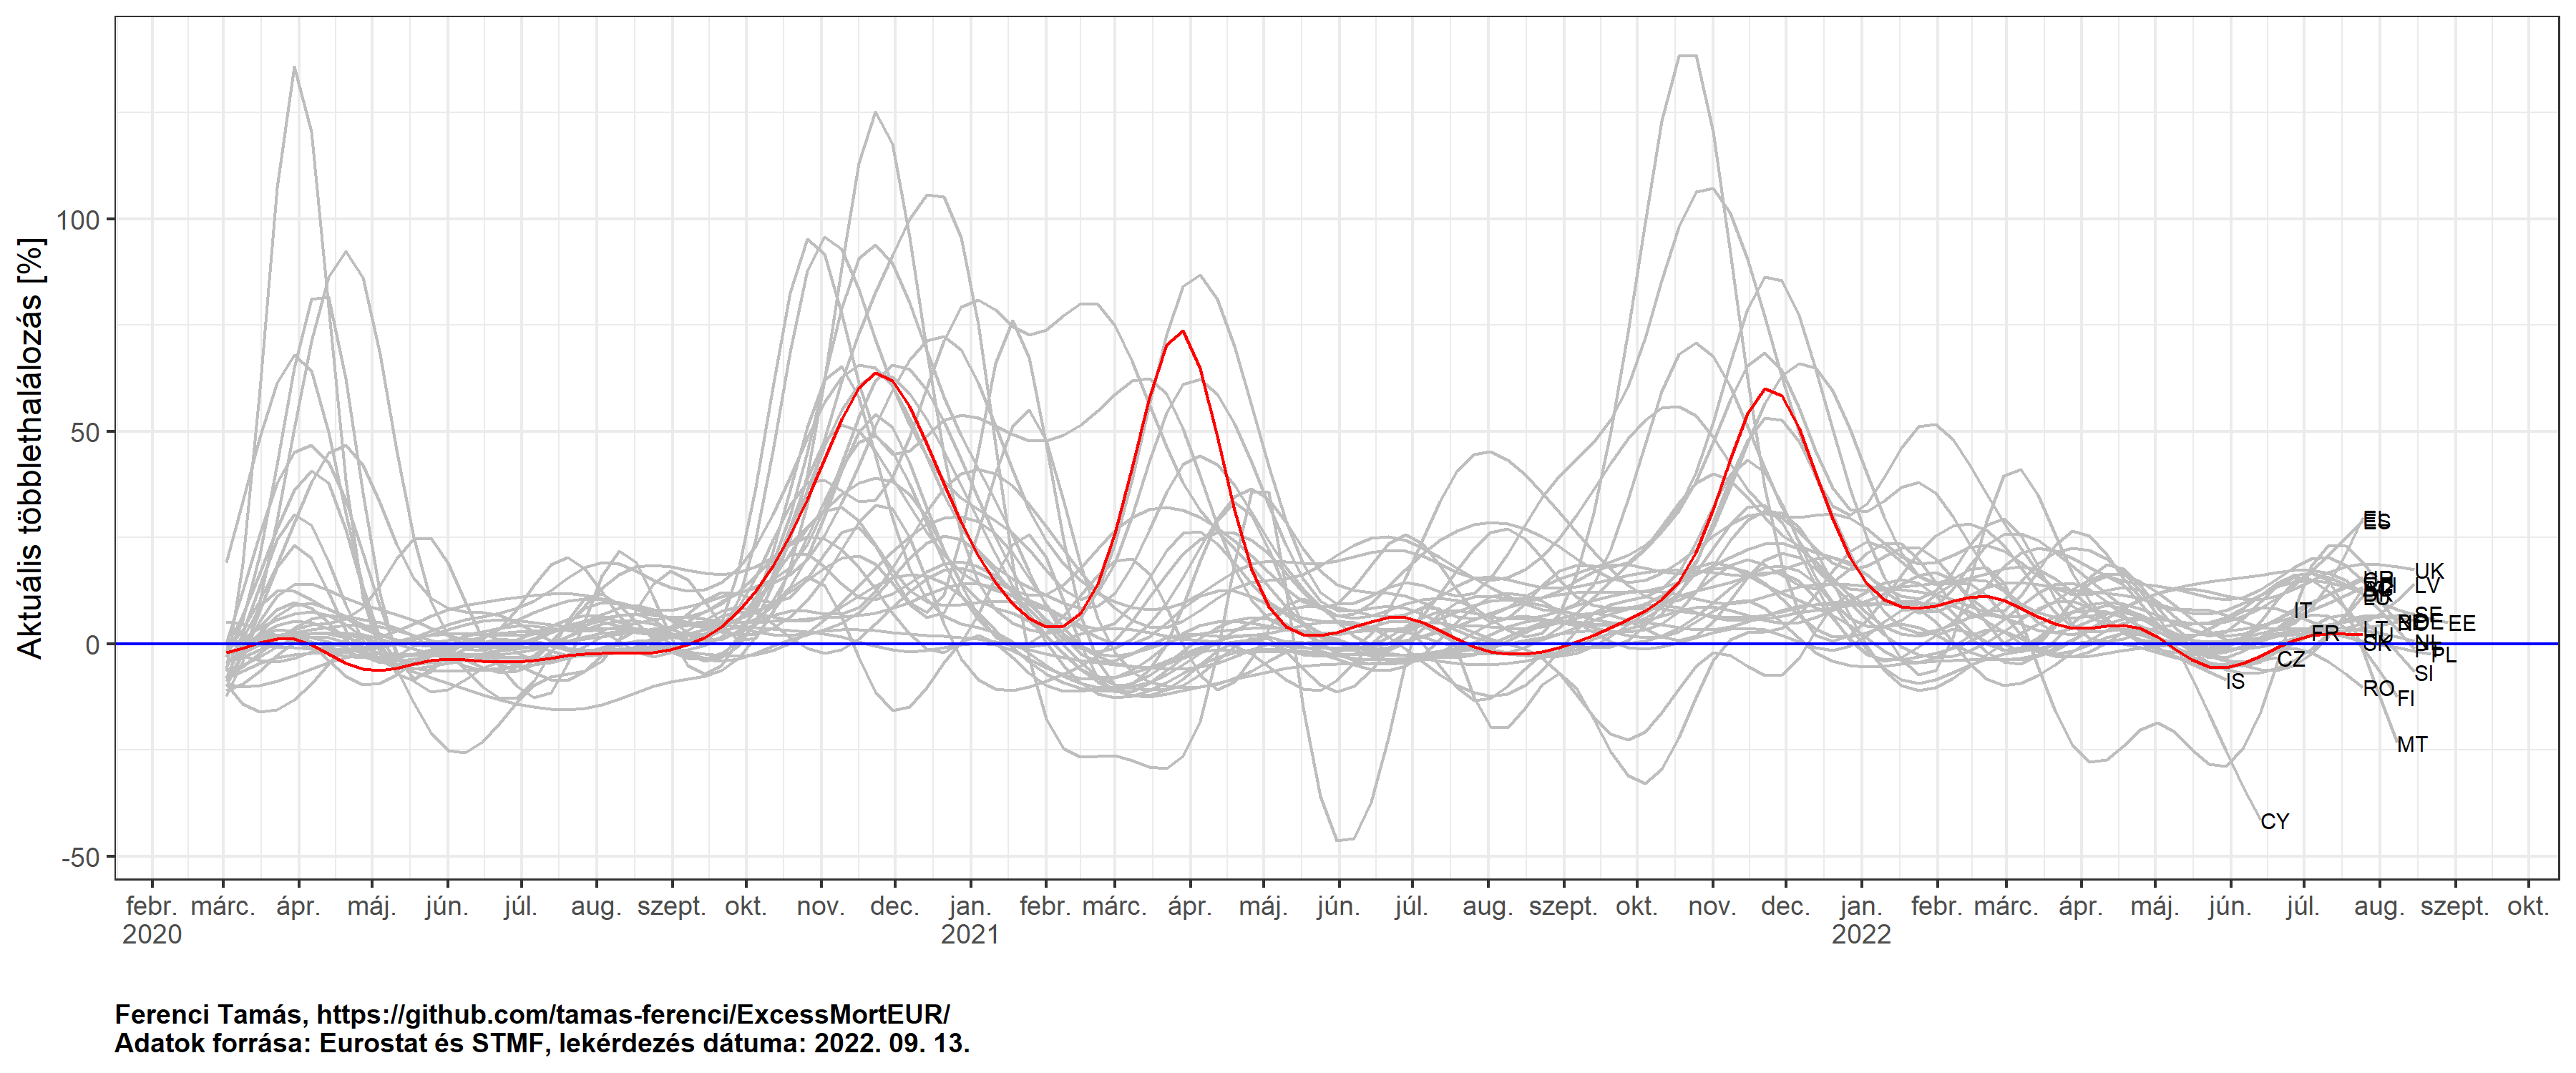 Aktuális többlethalálozás [%]
100
50
0
-50
EL
ES
UK
LV
IT
SE
DE
EE
FR
LT
HU
SK
NL
PL
CZ
SI
IS
RO
FI
MT
CY
febr. márc. ápr. máj. jún. júl. aug. szept. okt. nov. dec. jan. febr. márc. ápr. máj. jún. júl. aug. szept. okt. nov. dec. jan. febr. márc. ápr. máj. jún. júl. aug. szept. okt.
2020 2021 2022
Ferenci Tamás, https://github.com/tamas-ferenci/ExcessMortEUR/
Adatok forrása: Eurostat és STMF, lekérdezés dátuma: 2022. 09. 13.